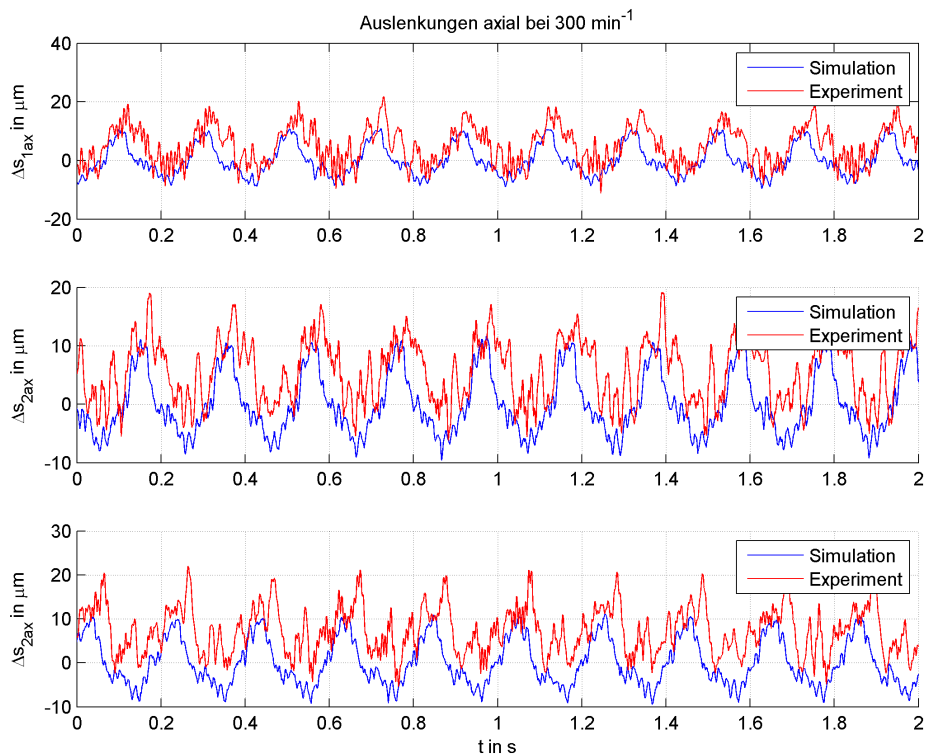 Auslenkungen axial bei 300 min⁻¹
Δs₁ax in μm
40
20
0
-20
Simulation
Experiment
0 0.2 0.4 0.6 0.8 1 1.2 1.4 1.6 1.8 2
Δs₂ax in μm
20
10
0
-10
Simulation
Experiment
0 0.2 0.4 0.6 0.8 1 1.2 1.4 1.6 1.8 2
Δs₂ax in μm
30
20
10
0
-10
Simulation
Experiment
0 0.2 0.4 0.6 0.8 1 1.2 1.4 1.6 1.8 2
t in s